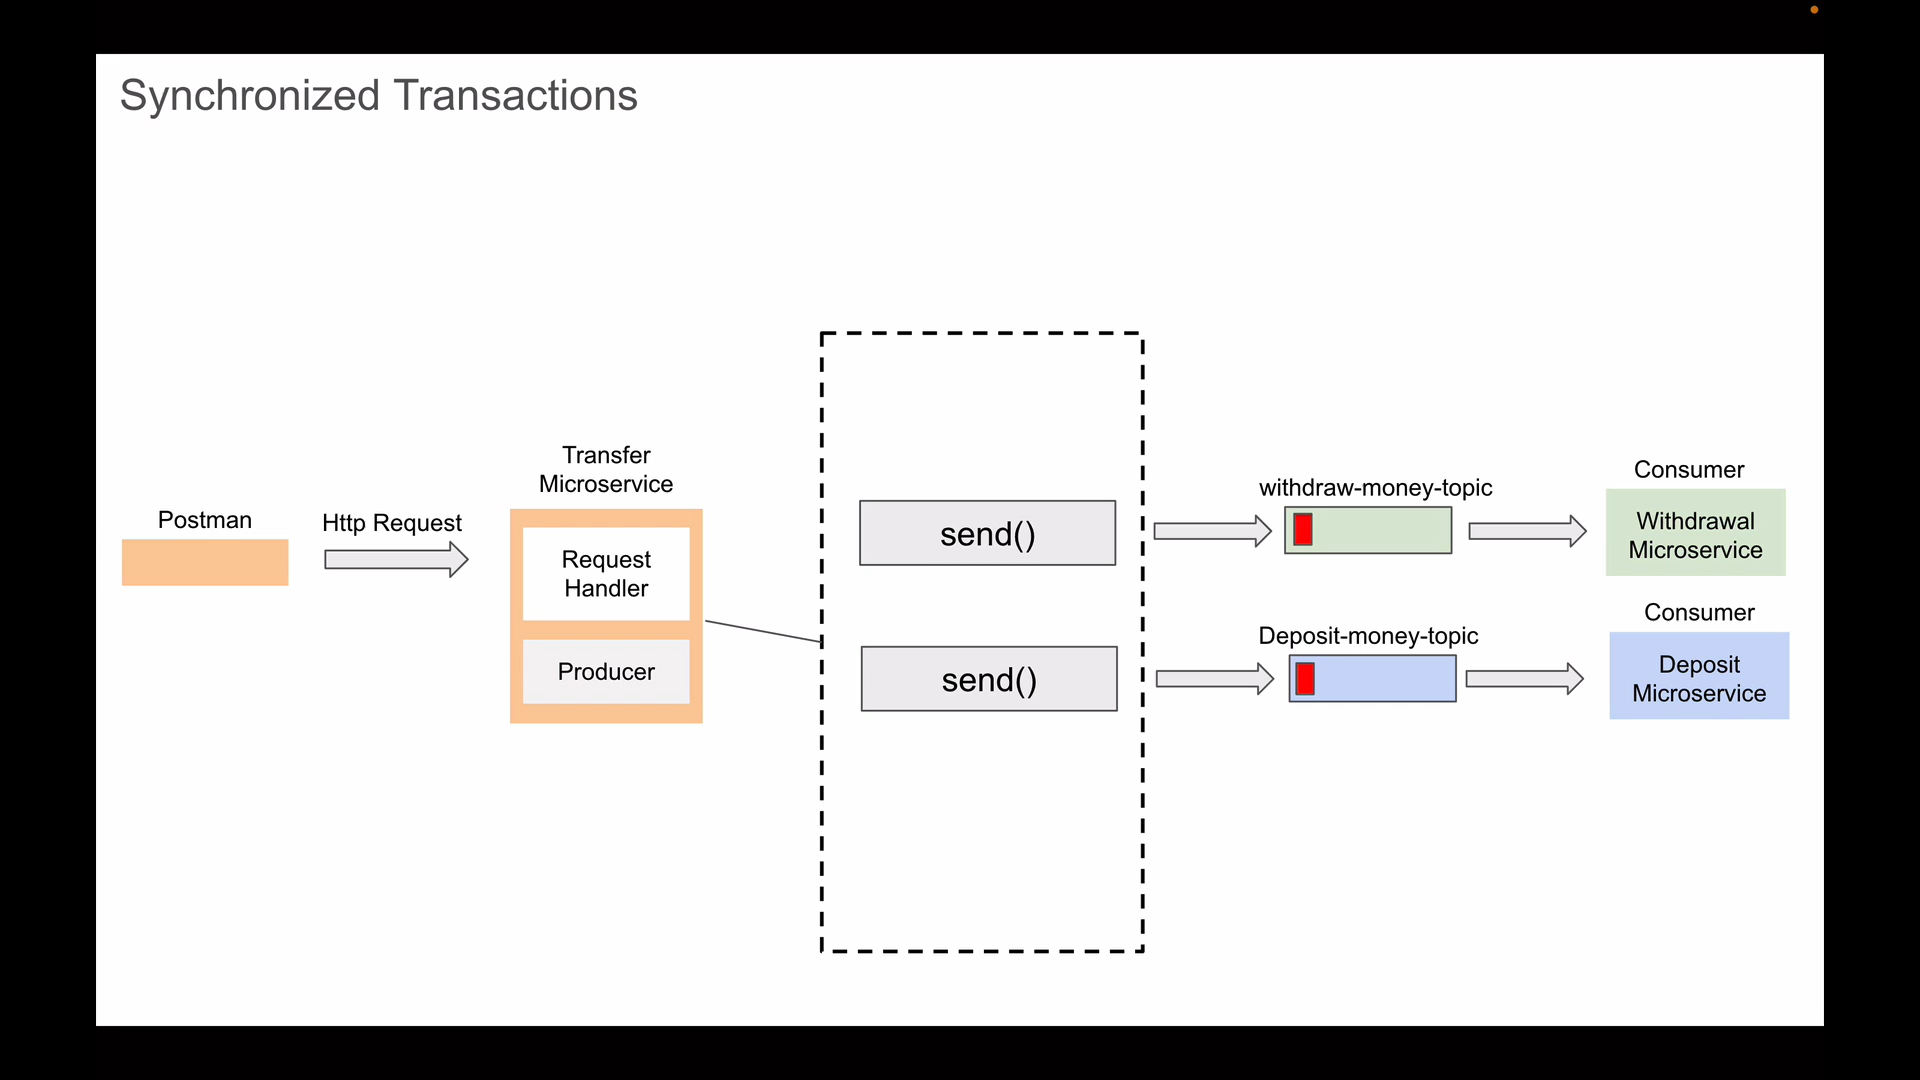 Synchronized Transactions
Postman
Http Request
Transfer
Microservice
Request
Handler
Producer
send()
send()
withdraw-money-topic
Deposit-money-topic
Consumer
Withdrawal
Microservice
Consumer
Deposit
Microservice